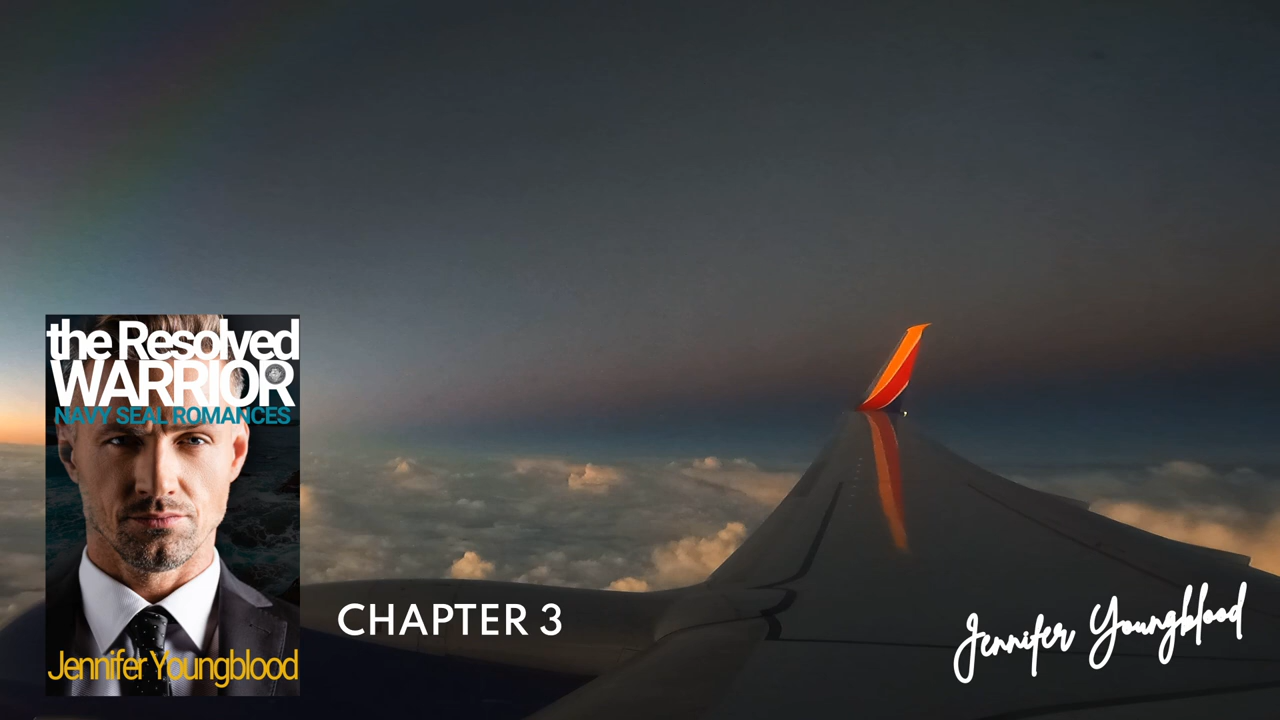 the Resolved
WARRIOR
NAVY SEAL ROMANCES
Jennifer Youngblood
CHAPTER 3
Jennifer Youngblood